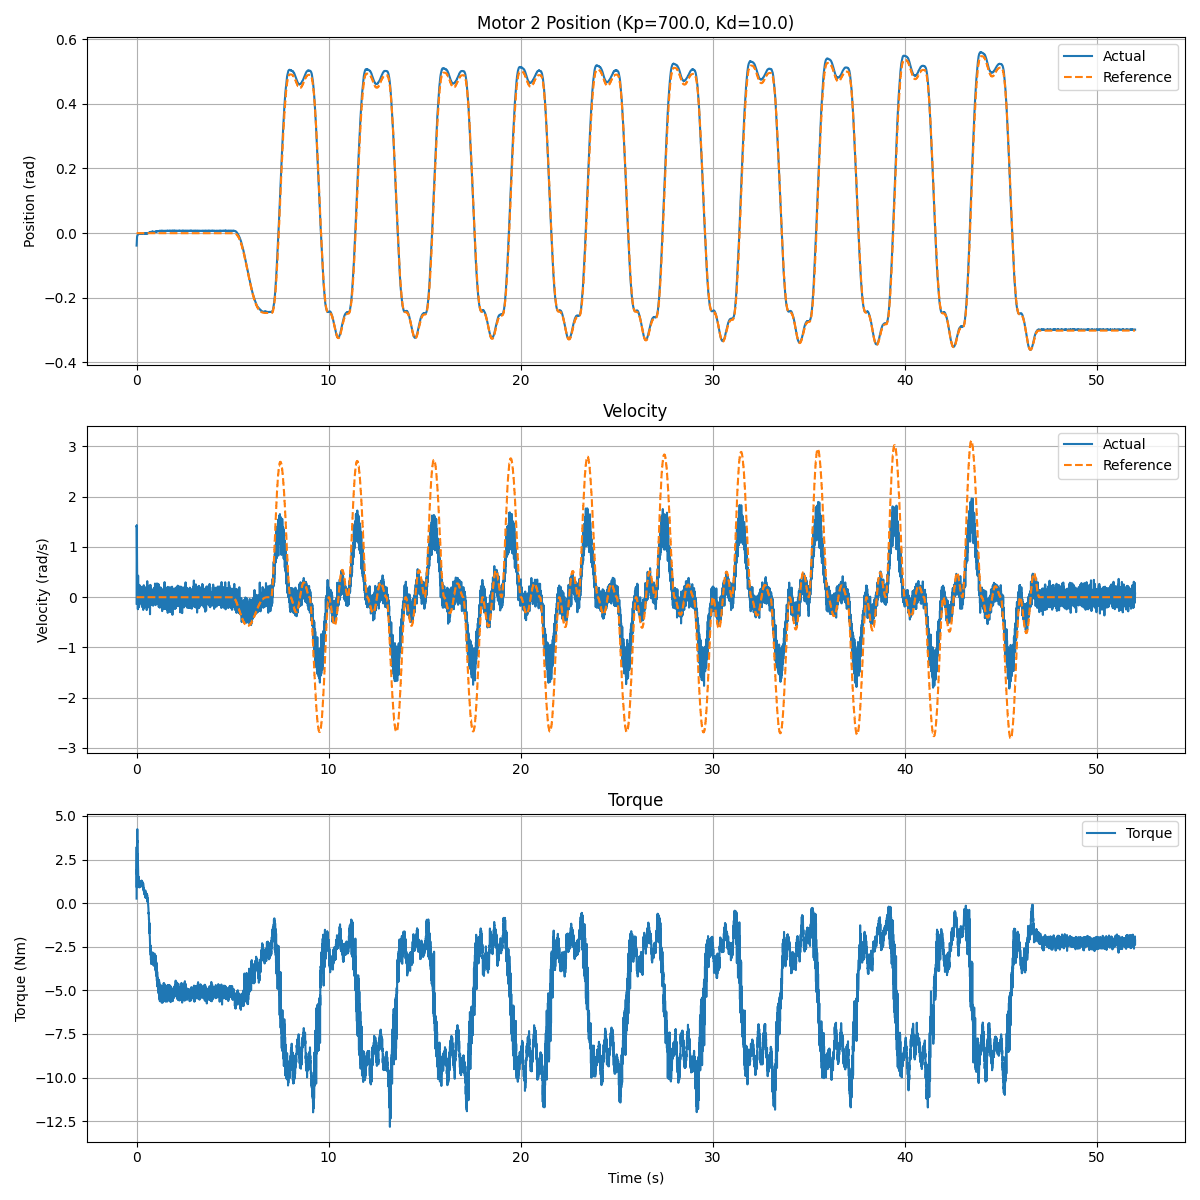 Motor 2 Position (Kp=700.0, Kd=10.0)
Position (rad)
0.6
0.4
0.2
0.0
−0.2
−0.4
Actual
Reference
0 10 20 30 40 50
Velocity
Velocity (rad/s)
3
2
1
0
−1
−2
−3
Actual
Reference
0 10 20 30 40 50
Torque
Torque (Nm)
5.0
2.5
0.0
−2.5
−5.0
−7.5
−10.0
−12.5
Torque
0 10 20 30 40 50
Time (s)